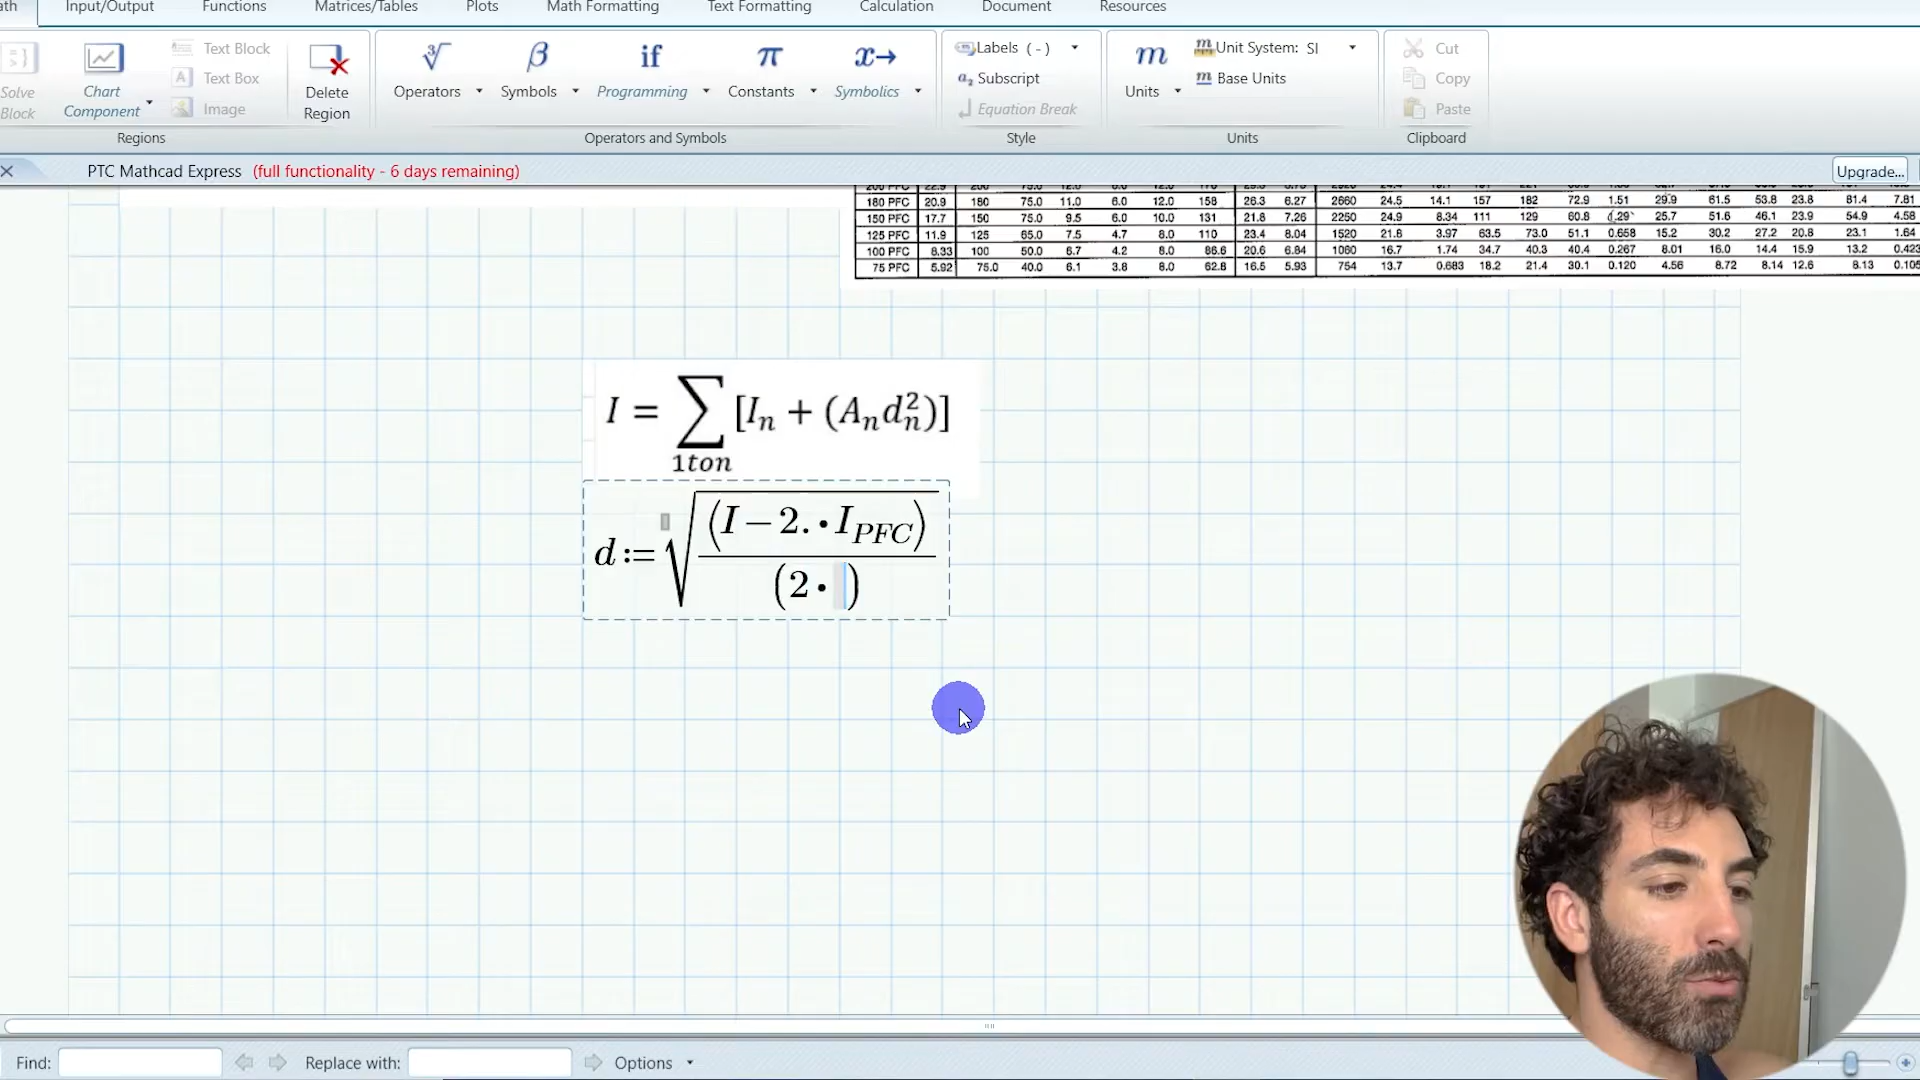 ath Input/Output Functions Matrices/Tables Plots Math Formatting Text Formatting Calculation Document Resources
Solve Block
Chart Component
Text Block
Text Box
Image
Delete Region
Operators
Symbols
Programming
Constants
Symbolics
Labels ( - )
Subscript
Equation Break
Units
Unit System: SI
Base Units
Cut
Copy
Paste
Regions Operators and Symbols Style Units Clipboard
PTC Mathcad Express (full functionality - 6 days remaining) Upgrade...
180 PFC 20.9 180 75.0 11.0 6.0 12.0 158 26.3 6.27 2660 24.5 14.1 157 182 72.9 1.51 29.9 61.5 53.8 23.8 81.4 7.81
150 PFC 17.7 150 75.0 9.5 6.0 10.0 131 21.8 7.26 2250 24.9 8.34 111 129 60.8 1.29 25.7 51.6 46.1 23.9 54.9 4.58
125 PFC 11.9 125 65.0 7.5 4.7 8.0 110 23.4 8.04 1520 21.8 3.97 63.5 73.0 51.1 0.658 15.2 30.2 27.2 20.8 23.1 1.64
100 PFC 8.33 100 50.0 6.7 4.2 8.0 86.6 20.6 6.84 1060 16.7 1.74 34.7 40.3 40.4 0.267 8.01 16.0 14.4 15.9 13.2 0.423
75 PFC 5.92 75.0 40.0 6.1 3.8 8.0 62.8 16.5 5.93 754 13.7 0.683 18.2 21.4 30.1 0.120 4.56 8.72 8.14 12.6 8.13
I = ∑ [Iₙ + (Aₙdₙ²)]
1ton
d := √ (I − 2. • I_PFC)
(2 • )
Find: Replace with: Options